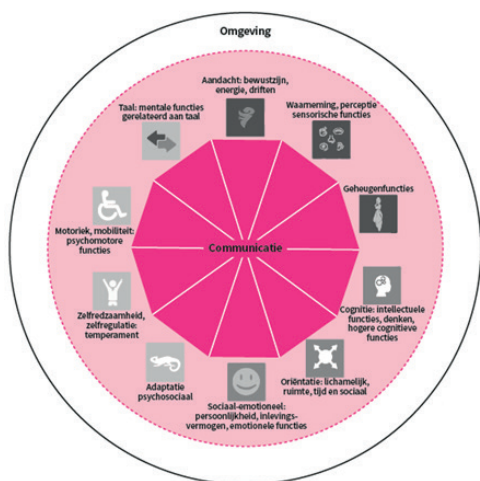 Omgeving
Aandacht: bewustzijn,
energie, driften
Waarneming, perceptie
sensorische functies
Geheugenfuncties
Cognitie: intellectuele
functies, denken,
hogere cognitieve
functies
Oriëntatie: lichamelijk,
ruimte, tijd en sociaal
Sociaal-emotioneel:
persoonlijkheid, inlevings-
vermogen, emotionele functies
Adaptatie
psychosociaal
Zelfredzaamheid,
zelfregulatie:
temperament
Motoriek, mobiliteit:
psychomotore
functies
Taal: mentale functies
gerelateerd aan taal
Communicatie